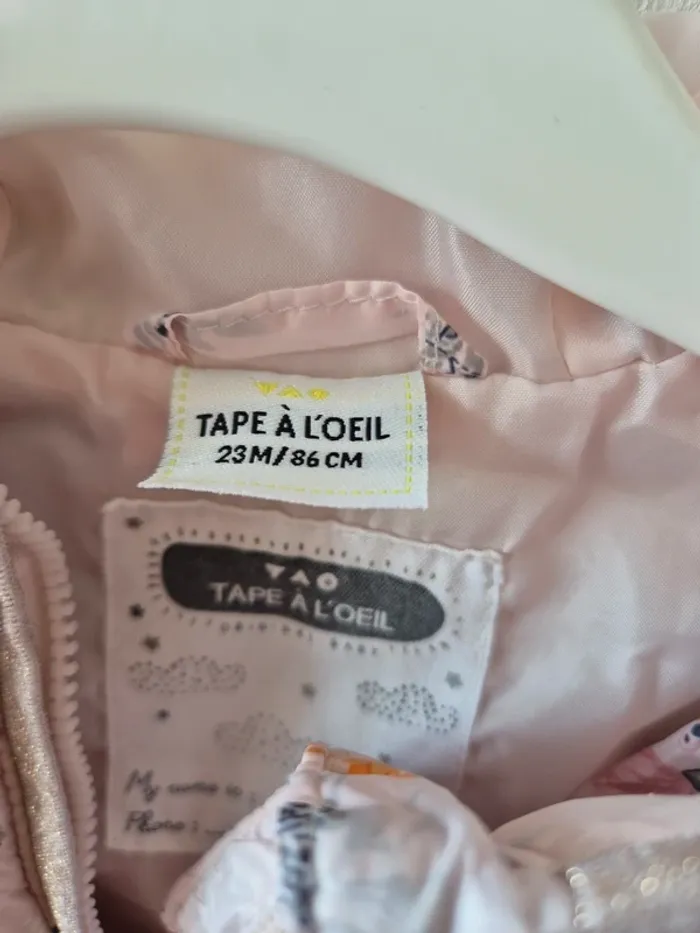 TAPE À L'OEIL
23M/86 CM
TAPE À L'OEIL
My name is :
Phone :